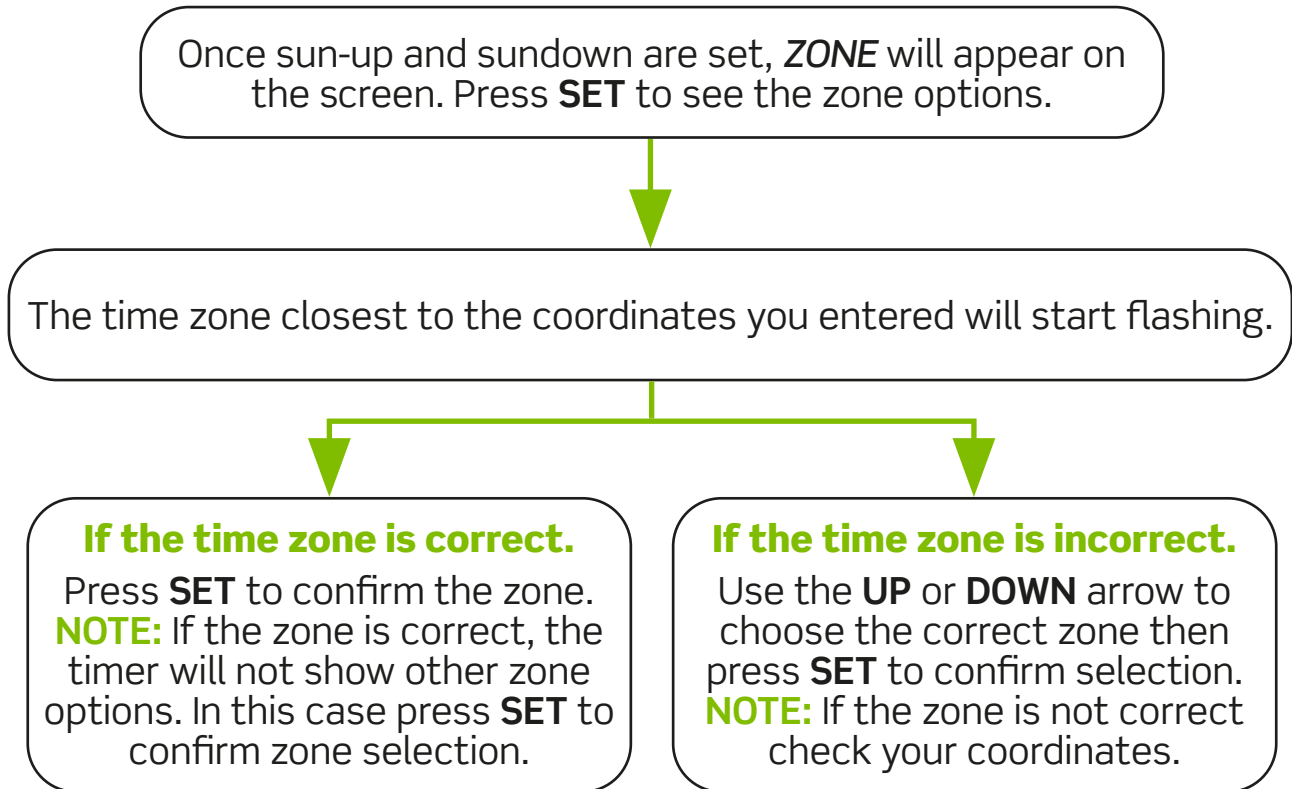 Once sun-up and sundown are set, ZONE will appear on
the screen. Press SET to see the zone options.
The time zone closest to the coordinates you entered will start flashing.
If the time zone is correct.
Press SET to confirm the zone.
NOTE: If the zone is correct, the
timer will not show other zone
options. In this case press SET to
confirm zone selection.
If the time zone is incorrect.
Use the UP or DOWN arrow to
choose the correct zone then
press SET to confirm selection.
NOTE: If the zone is not correct
check your coordinates.